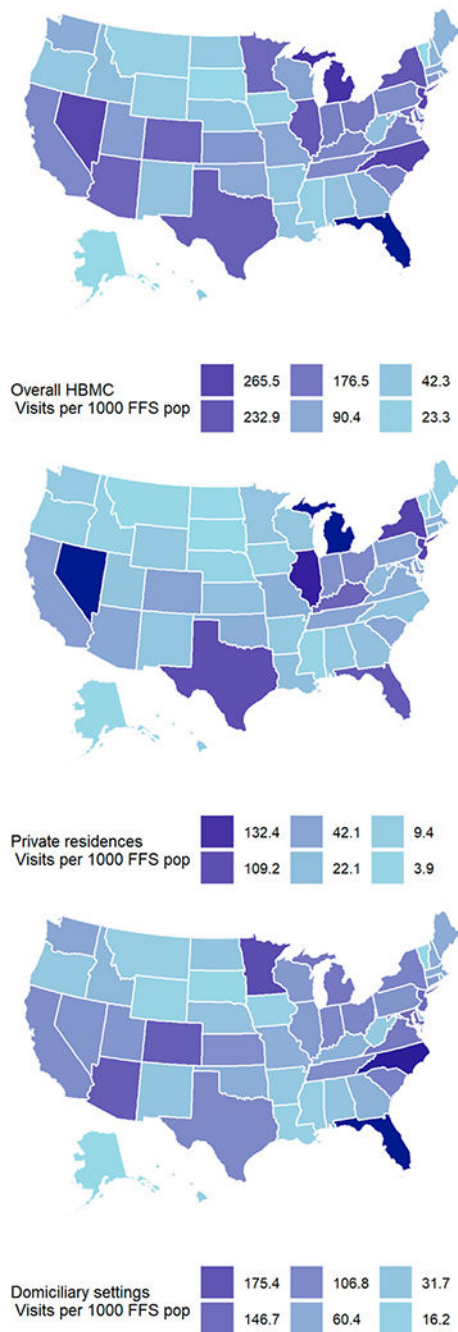 Overall HBMC
Visits per 1000 FFS pop
265.5 176.5 42.3
232.9 90.4 23.3
Private residences
Visits per 1000 FFS pop
132.4 42.1 9.4
109.2 22.1 3.9
Domiciliary settings
Visits per 1000 FFS pop
175.4 106.8 31.7
146.7 60.4 16.2